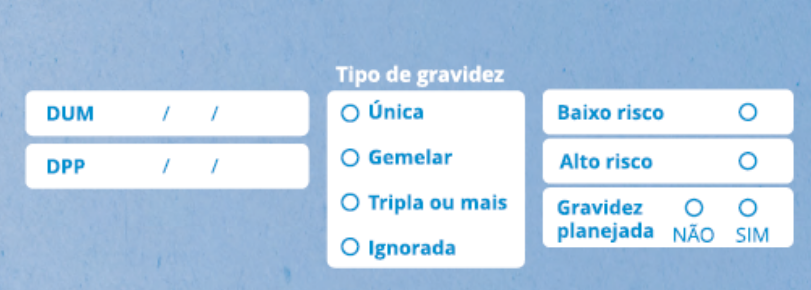 DUM / /
DPP / /
Tipo de gravidez
Única
Gemelar
Tripla ou mais
Ignorada
Baixo risco
Alto risco
Gravidez
planejada
NÃO SIM